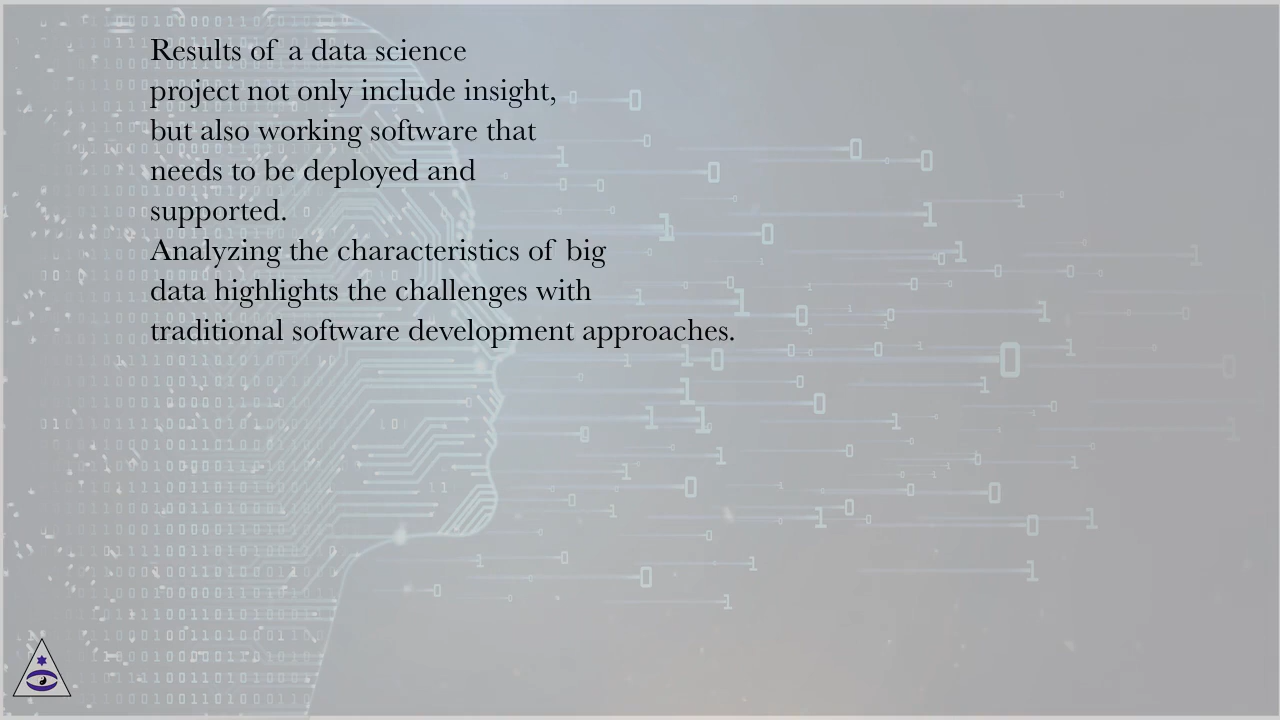 Results of a data science
project not only include insight,
but also working software that
needs to be deployed and
supported.
Analyzing the characteristics of big
data highlights the challenges with
traditional software development approaches.